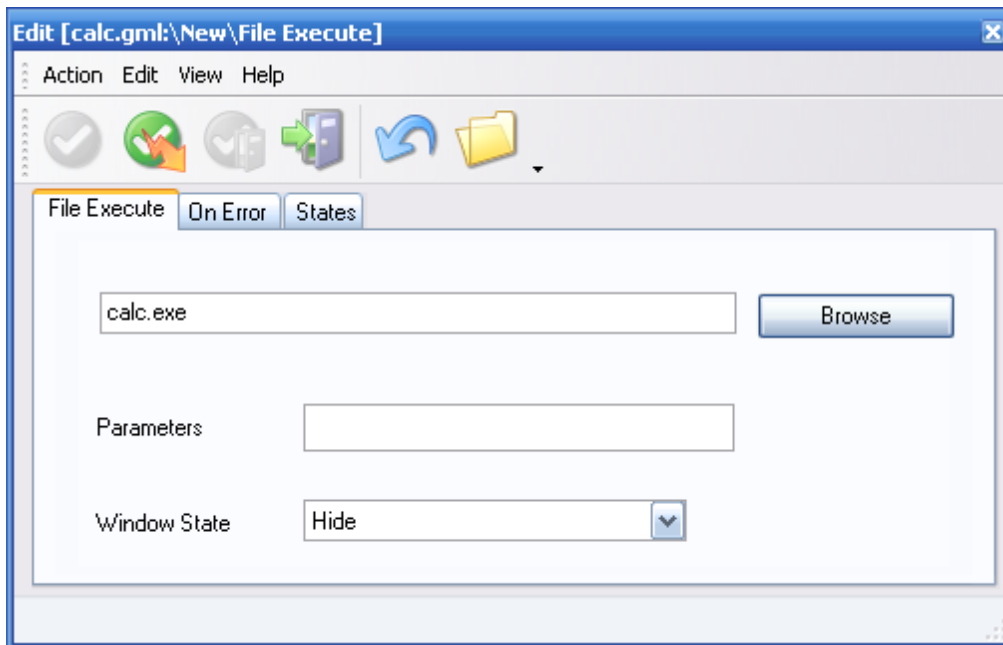 Edit [calc.gml:\New\File Execute]
Action Edit View Help
File Execute On Error States
calc.exe Browse
Parameters
Window State Hide